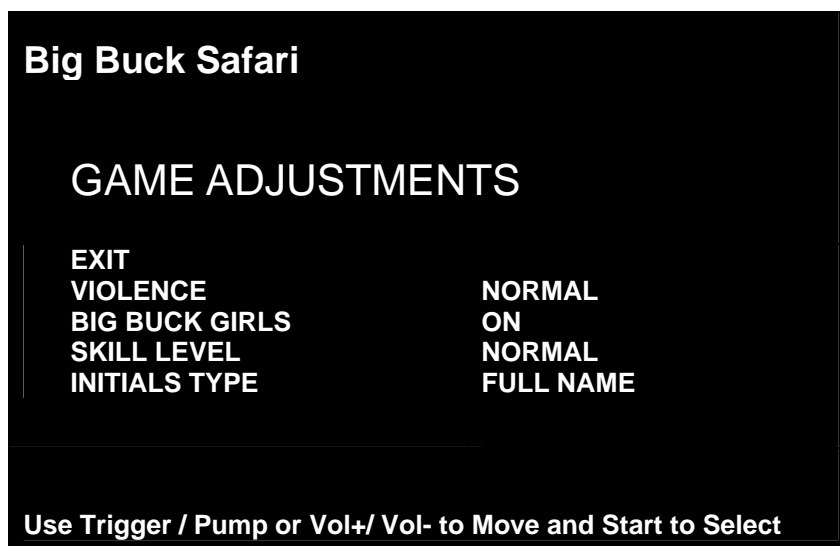 Big Buck Safari
GAME ADJUSTMENTS
EXIT
VIOLENCE NORMAL
BIG BUCK GIRLS ON
SKILL LEVEL NORMAL
INITIALS TYPE FULL NAME
Use Trigger / Pump or Vol+/ Vol- to Move and Start to Select